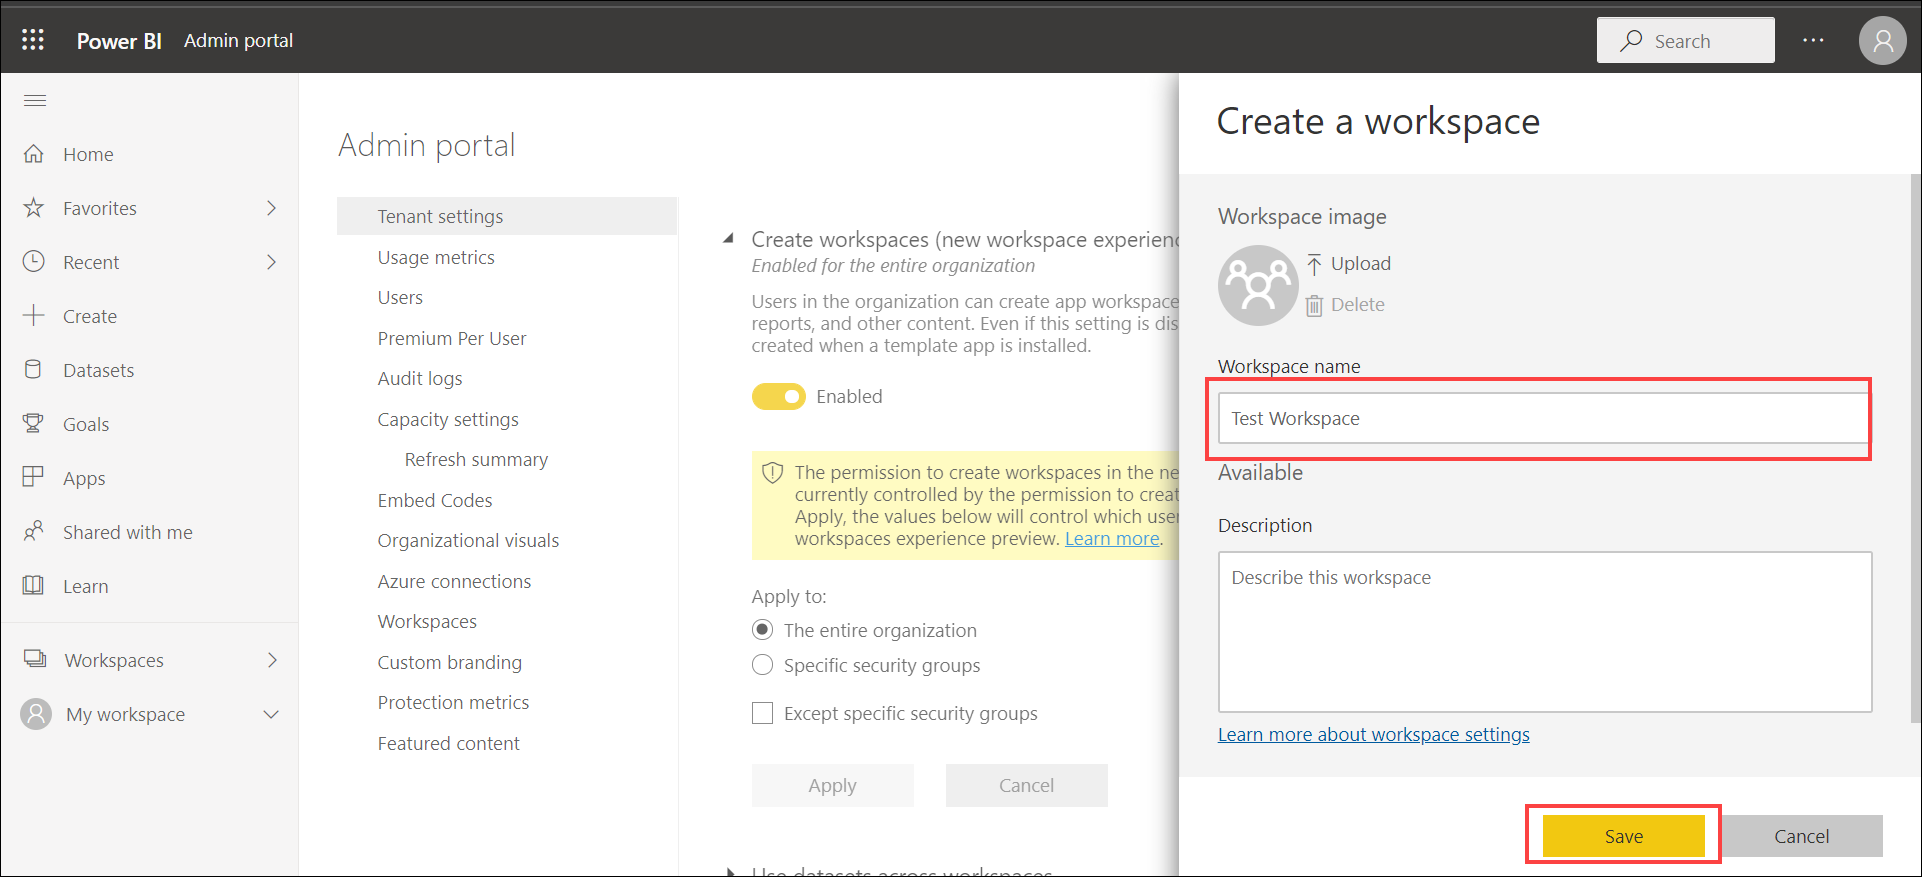 Power BI
Admin portal
Search
Home
Favorites
Recent
Create
Datasets
Goals
Apps
Shared with me
Learn
Workspaces
My workspace
Admin portal
Tenant settings
Usage metrics
Users
Premium Per User
Audit logs
Capacity settings
Refresh summary
Embed Codes
Organizational visuals
Azure connections
Workspaces
Custom branding
Protection metrics
Featured content
Create workspaces (new workspace experienc
Enabled for the entire organization
Users in the organization can create app workspace
reports, and other content. Even if this setting is dis
created when a template app is installed.
Enabled
The permission to create workspaces in the ne
currently controlled by the permission to creat
Apply, the values below will control which user
workspaces experience preview. Learn more.
Apply to:
The entire organization
Specific security groups
Except specific security groups
Apply
Cancel
Use datasets across workspaces
Create a workspace
Workspace image
Upload
Delete
Workspace name
Test Workspace
Available
Description
Describe this workspace
Learn more about workspace settings
Save
Cancel